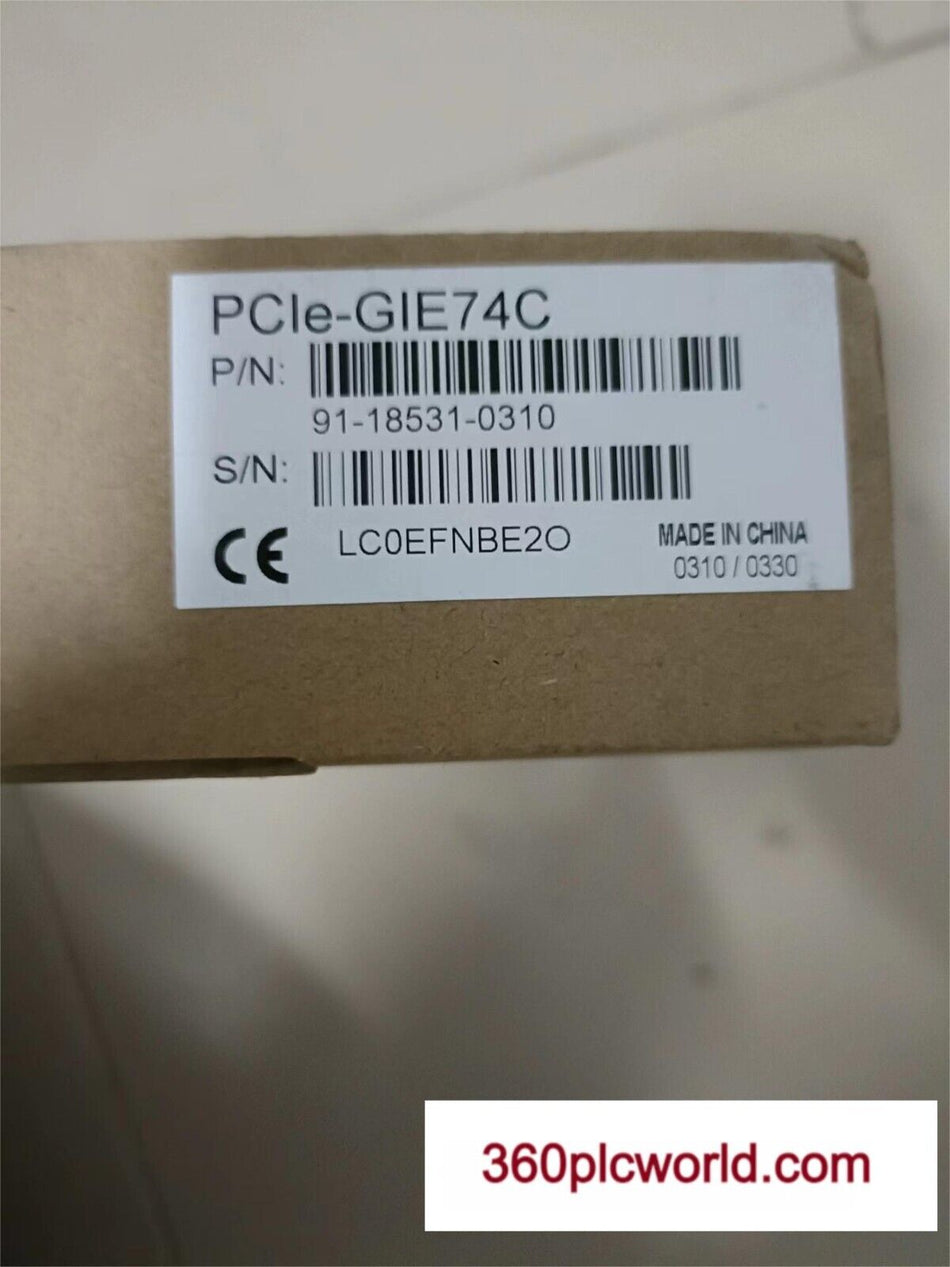 PCIe-GIE74C
P/N:
91-18531-0310
S/N:
LC0EFNBE2O
CE
MADE IN CHINA
0310 / 0330
360plcworld.com